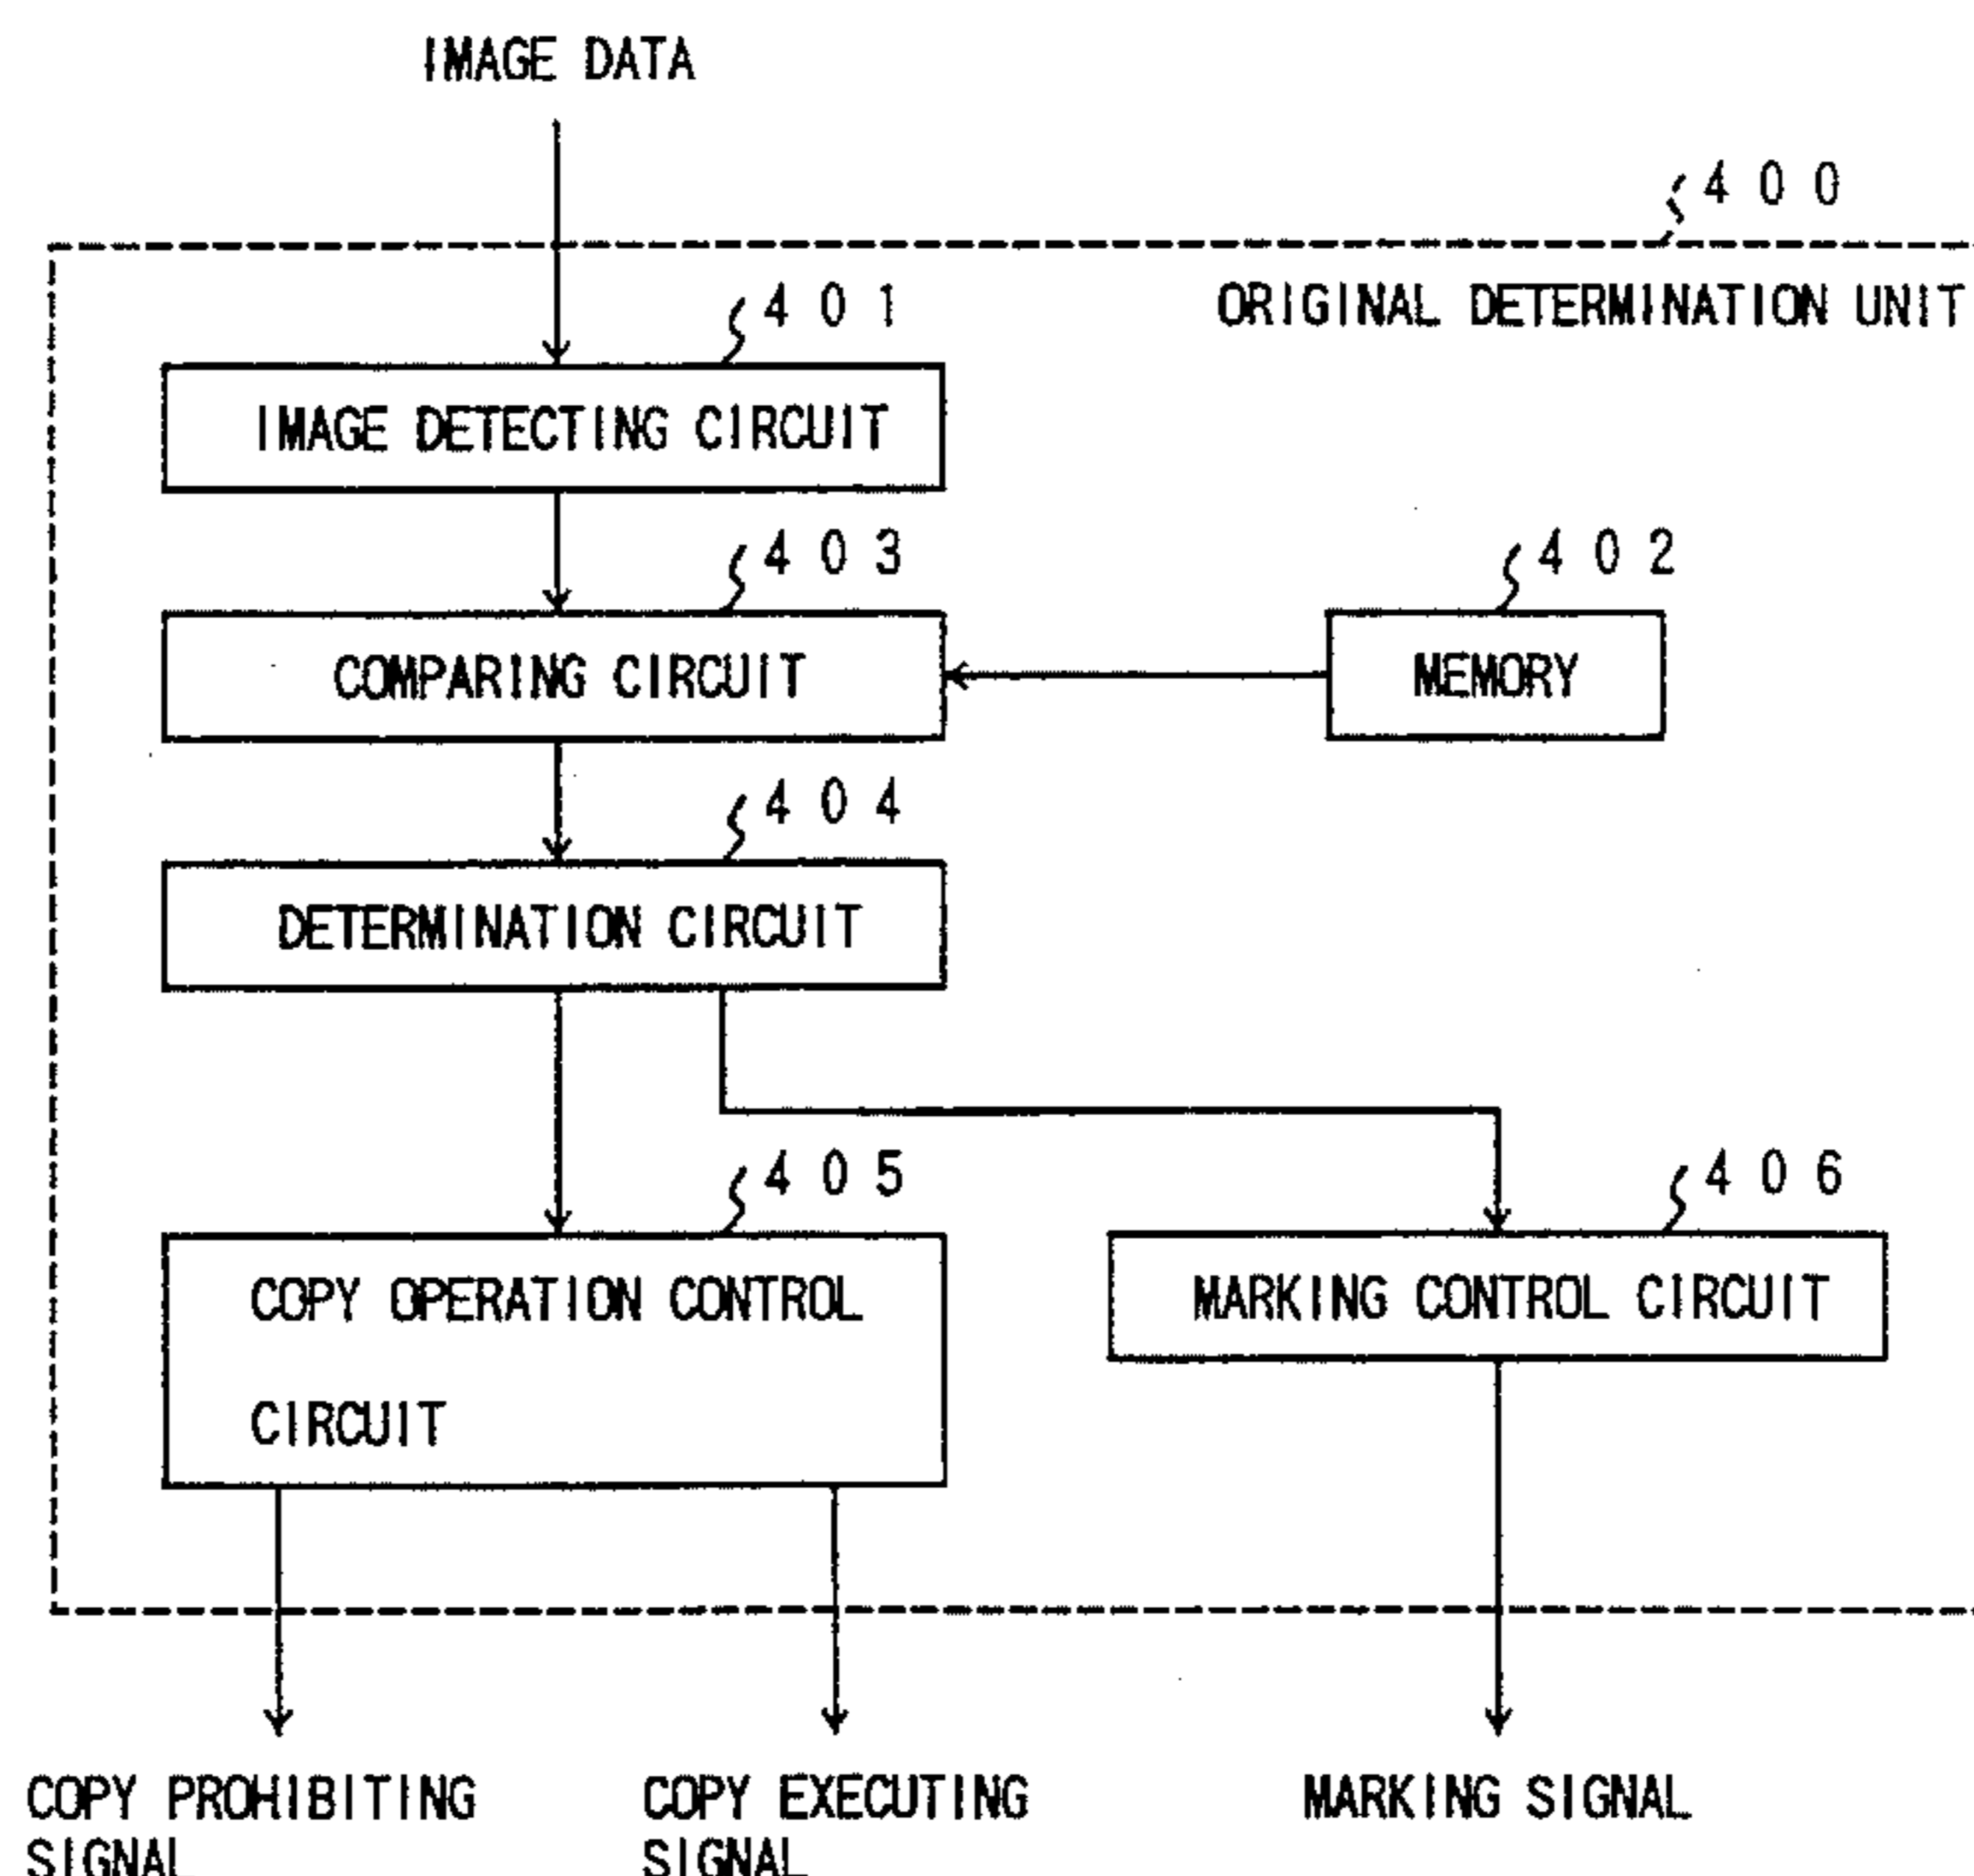 IMAGE DATA
400
ORIGINAL DETERMINATION UNIT
401
IMAGE DETECTING CIRCUIT
403
402
COMPARING CIRCUIT
MEMORY
404
DETERMINATION CIRCUIT
405
406
COPY OPERATION CONTROL
CIRCUIT
MARKING CONTROL CIRCUIT
COPY PROHIBITING
SIGNAL
COPY EXECUTING
SIGNAL
MARKING SIGNAL